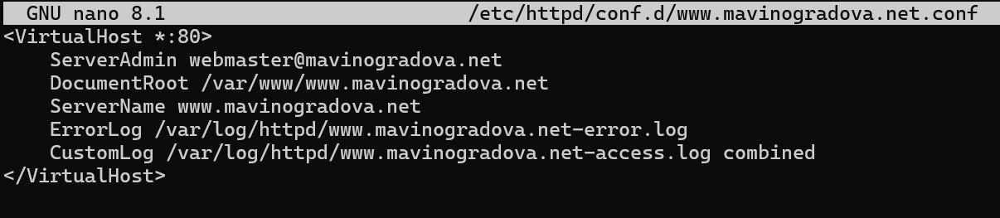 GNU nano 8.1 /etc/httpd/conf.d/www.mavinogradova.net.conf
<VirtualHost *:80>
    ServerAdmin webmaster@mavinogradova.net
    DocumentRoot /var/www/www.mavinogradova.net
    ServerName www.mavinogradova.net
    ErrorLog /var/log/httpd/www.mavinogradova.net-error.log
    CustomLog /var/log/httpd/www.mavinogradova.net-access.log combined
</VirtualHost>